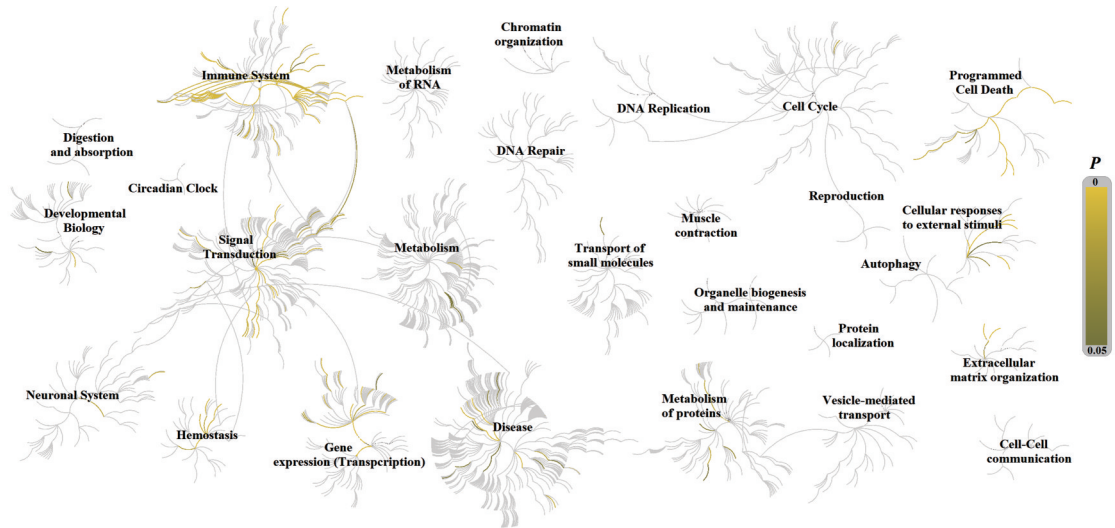 Chromatin
organization
Immune System
Metabolism
of RNA
DNA Replication
Cell Cycle
Programmed
Cell Death
Digestion
and absorption
DNA Repair
Circadian Clock
P
0
0.05
Developmental
Biology
Reproduction
Cellular responses
to external stimuli
Muscle
contraction
Signal
Transduction
Metabolism
Transport of
small molecules
Autophagy
Organelle biogenesis
and maintenance
Protein
localization
Extracellular
matrix organization
Neuronal System
Metabolism
of proteins
Vesicle-mediated
transport
Hemostasis
Disease
Gene
expression (Transpcription)
Cell-Cell
communication